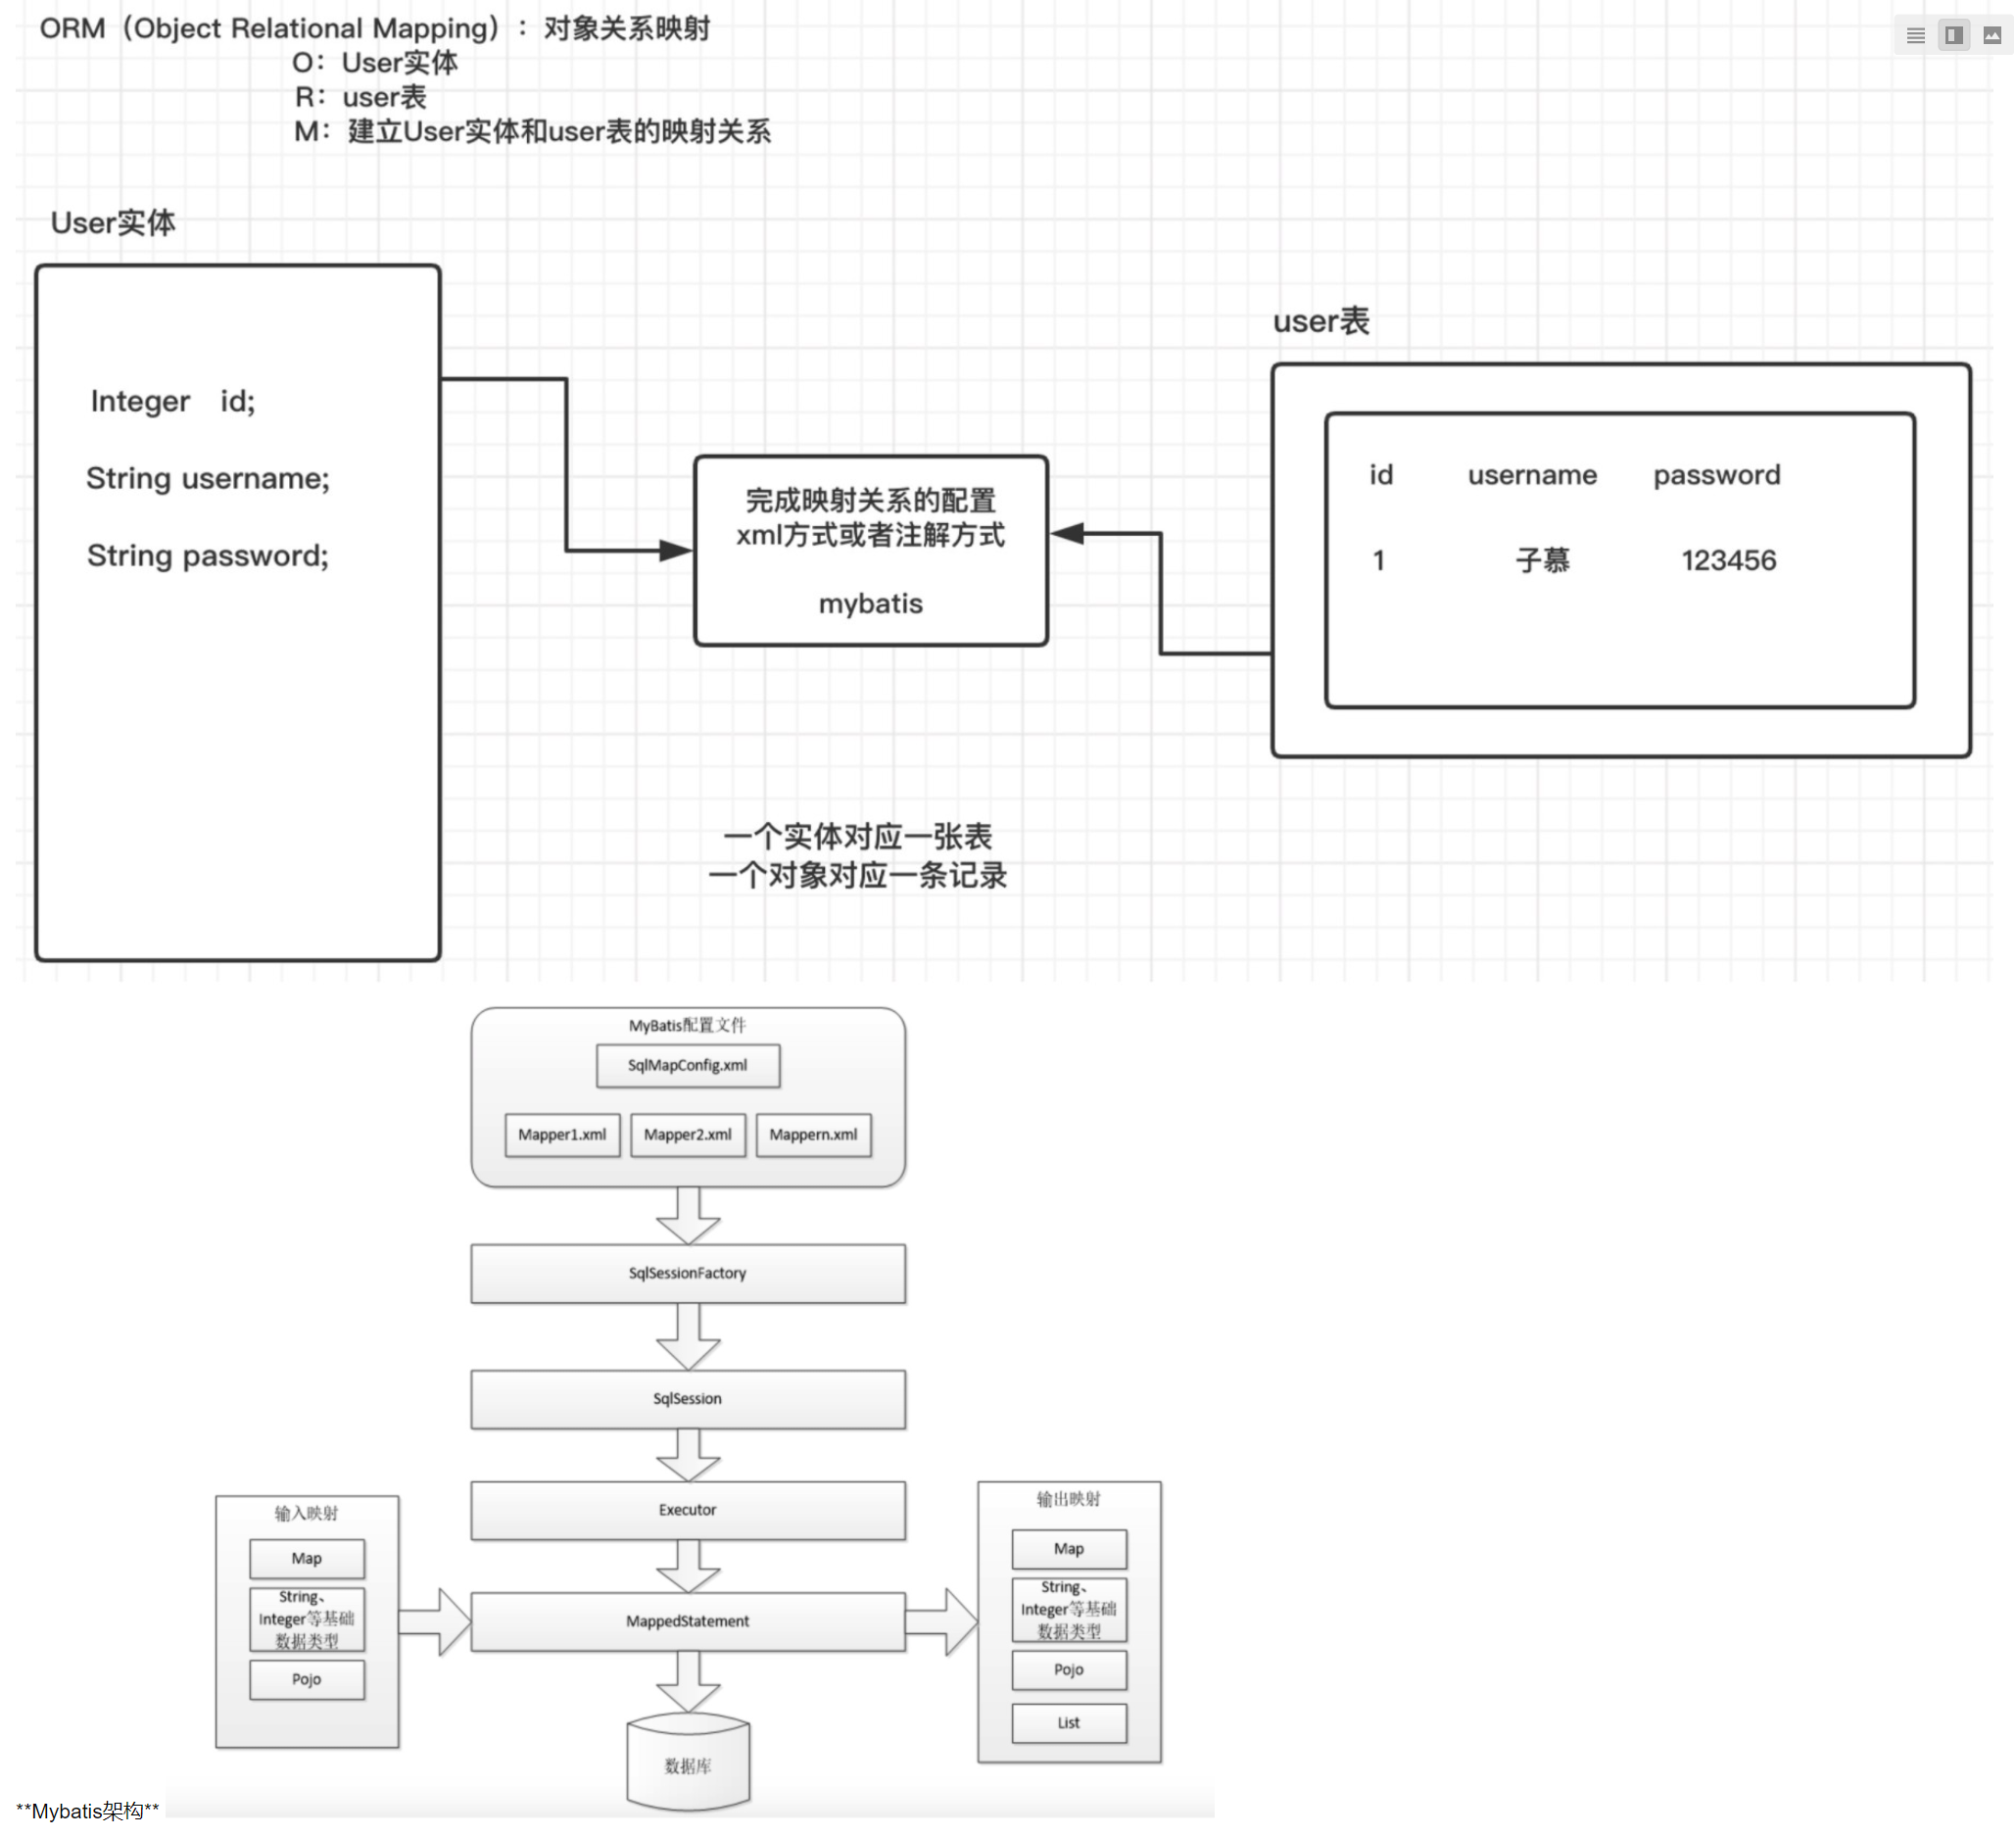 ORM（Object Relational Mapping）：对象关系映射
O：User实体
R：user表
M：建立User实体和user表的映射关系
User实体
Integer id;
String username;
String password;
完成映射关系的配置
xml方式或者注解方式
mybatis
user表
id username password
1 子慕 123456
一个实体对应一张表
一个对象对应一条记录
MyBatis配置文件
SqlMapConfig.xml
Mapper1.xml Mapper2.xml Mappern.xml
SqlSessionFactory
SqlSession
Executor
输入映射
Map
String、
Integer等基础
数据类型
Pojo
MappedStatement
输出映射
Map
String、
Integer等基础
数据类型
Pojo
List
数据库
**Mybatis架构**